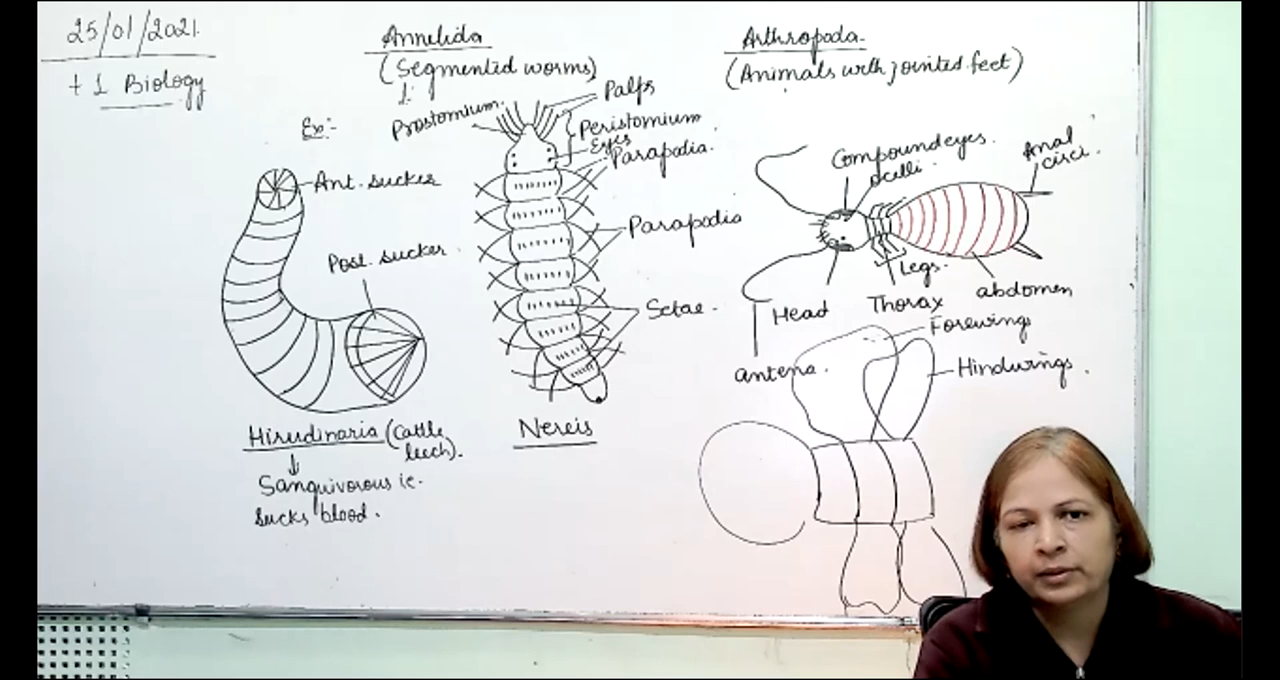 25/01/2021.
+1 Biology
Annelida
(Segmented worms)
Ex:-
Prostomium.
Palps
Peristomium
Eyes
Parapodia.
Ant. sucker
Parapodia
Post. sucker
Setae.
Hirudinaria (Cattle
leech).
Sanquivorous ie.
sucks blood.
Nereis
Arthropoda.
(Animals with jointed feet)
Compound eyes.
ocelli.
Anal
circi.
Legs.
Head
Thorax
abdomen
antena.
Forewings
Hindwings.